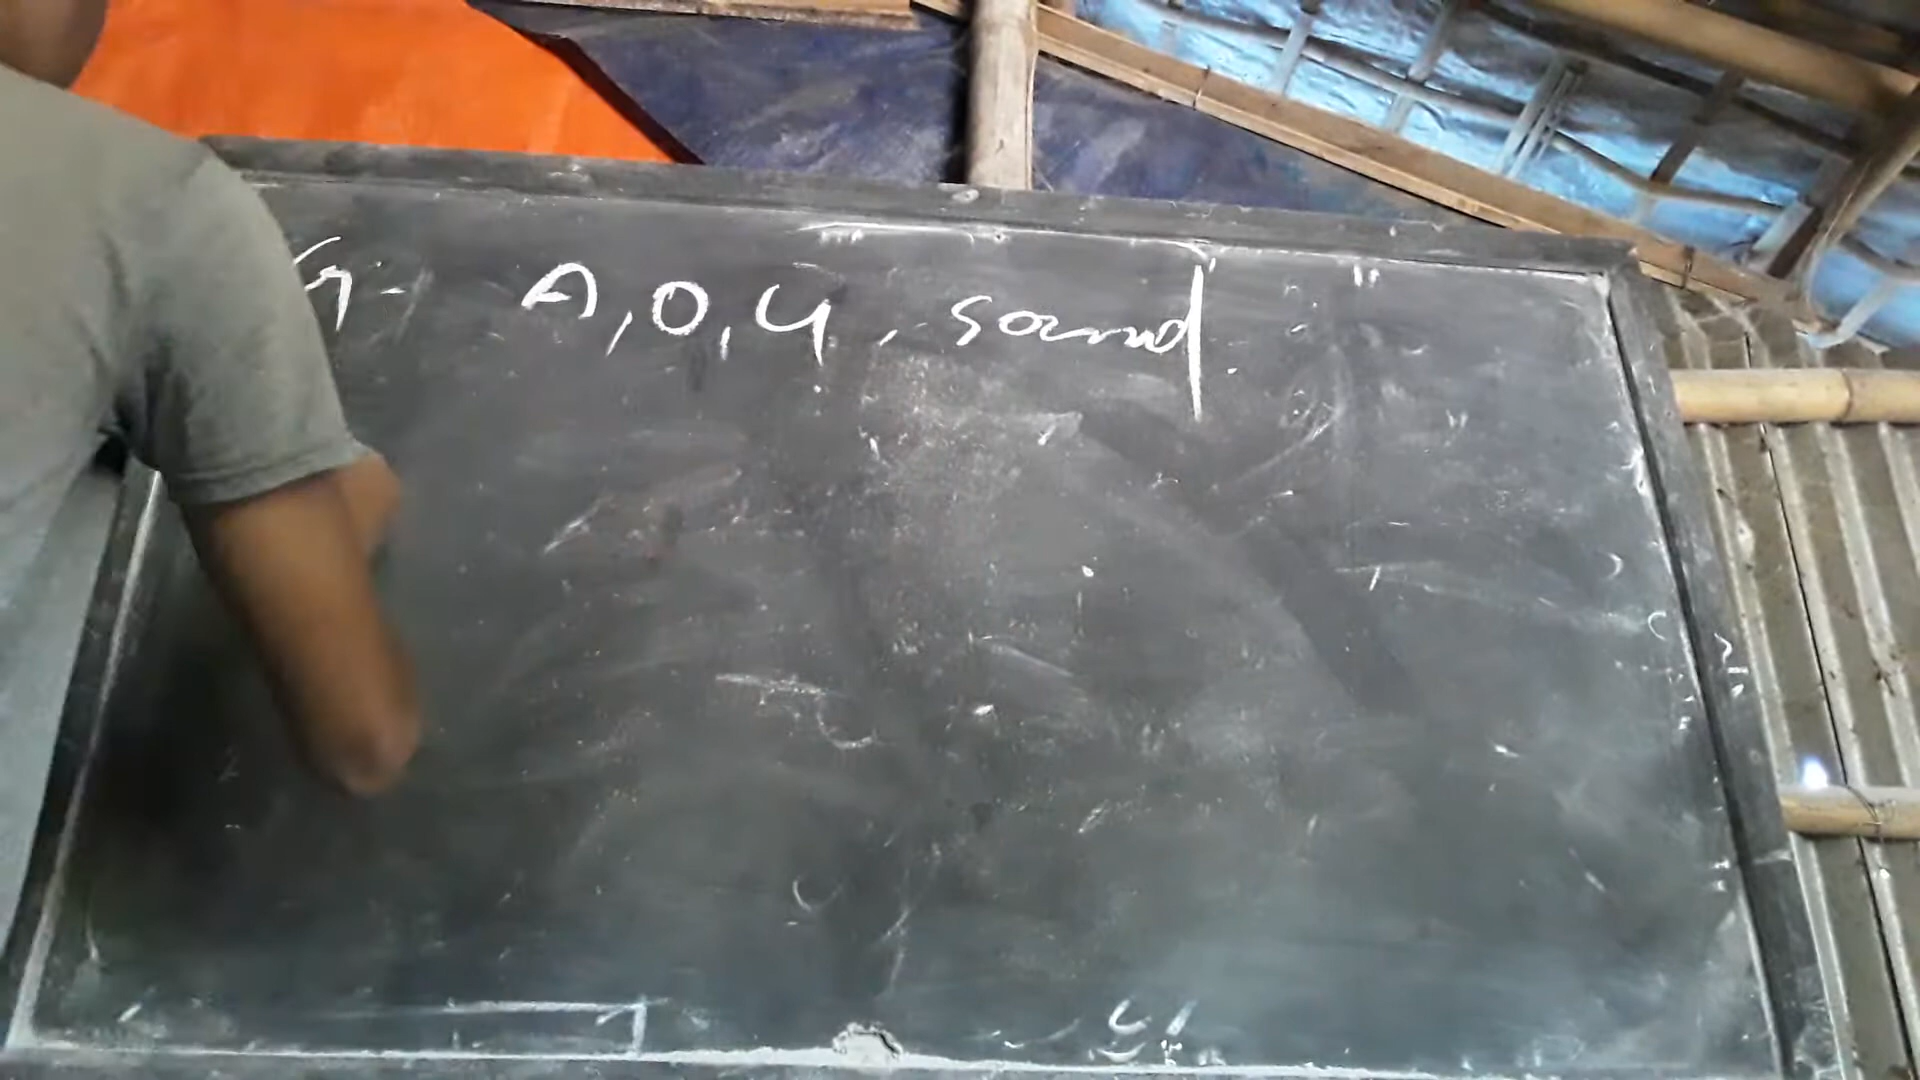 G- A, O, U, sound